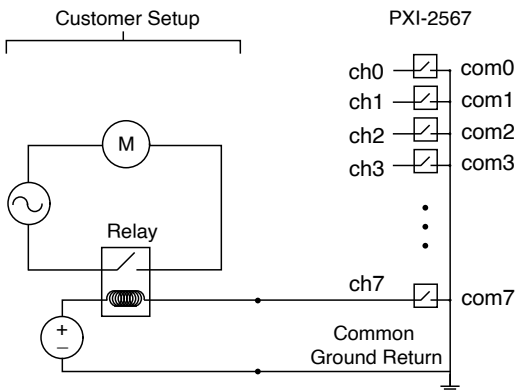 Customer Setup
PXI-2567
ch0
com0
ch1
com1
ch2
com2
ch3
com3
M
Relay
ch7
com7
+
–
Common
Ground Return